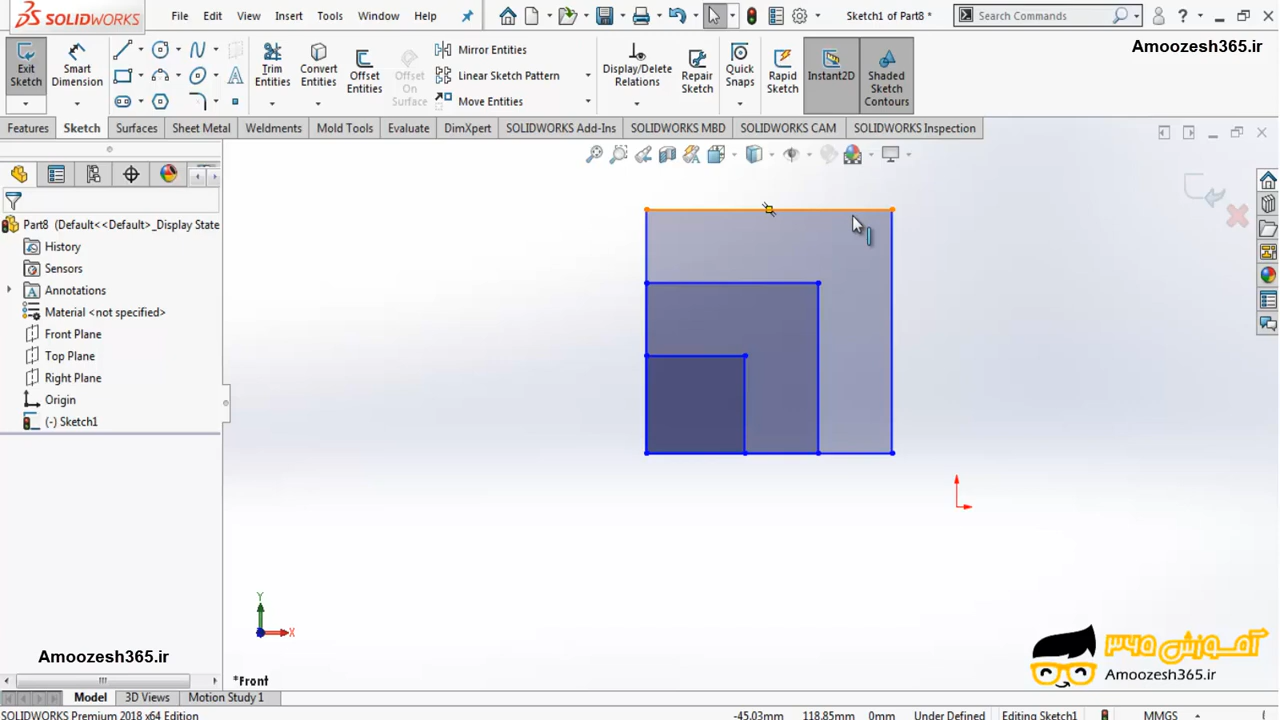 SOLIDWORKS
File Edit View Insert Tools Window Help
Sketch1 of Part8 *
Search Commands
Amoozesh365.ir
Exit Sketch
Smart Dimension
Trim Entities
Convert Entities
Offset Entities
Offset On Surface
Mirror Entities
Linear Sketch Pattern
Move Entities
Display/Delete Relations
Repair Sketch
Quick Snaps
Rapid Sketch
Instant2D
Shaded Sketch Contours
Features Sketch Surfaces Sheet Metal Weldments Mold Tools Evaluate DimXpert SOLIDWORKS Add-Ins SOLIDWORKS MBD SOLIDWORKS CAM SOLIDWORKS Inspection
Part8 (Default<<Default>_Display State
History
Sensors
Annotations
Material <not specified>
Front Plane
Top Plane
Right Plane
Origin
(-) Sketch1
Y
X
*Front
Amoozesh365.ir
آمـوزش ۳۶۵
Amoozesh365.ir
Model 3D Views Motion Study 1
SOLIDWORKS Premium 2018 x64 Edition
-45.03mm 118.85mm 0mm Under Defined Editing Sketch1 MMGS